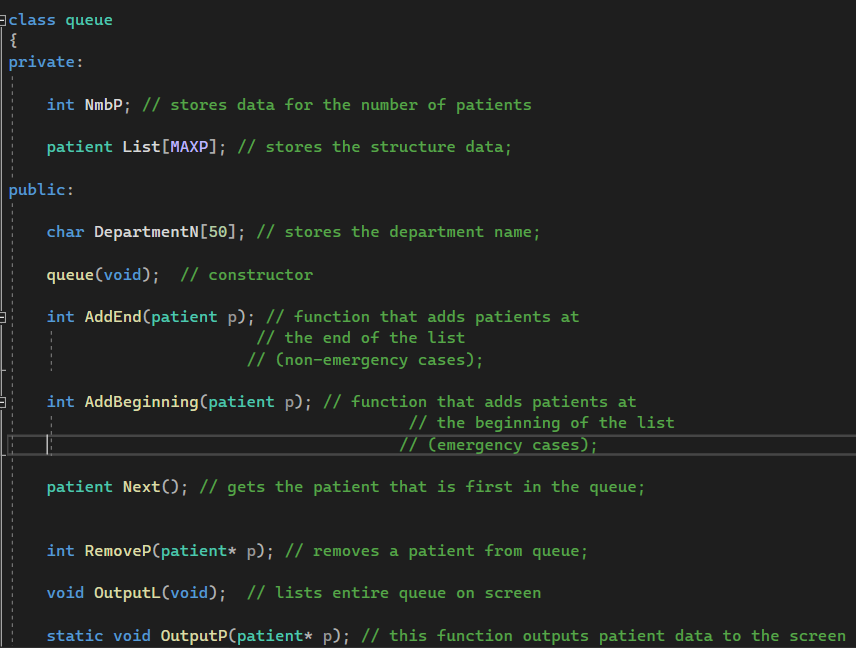 class queue
{
private:
int NmbP; // stores data for the number of patients
patient List[MAXP]; // stores the structure data;
public:
char DepartmentN[50]; // stores the department name;
queue(void);  // constructor
int AddEnd(patient p); // function that adds patients at
// the end of the list
// (non-emergency cases);
int AddBeginning(patient p); // function that adds patients at
// the beginning of the list
// (emergency cases);
patient Next(); // gets the patient that is first in the queue;
int RemoveP(patient* p); // removes a patient from queue;
void OutputL(void);  // lists entire queue on screen
static void OutputP(patient* p); // this function outputs patient data to the screen